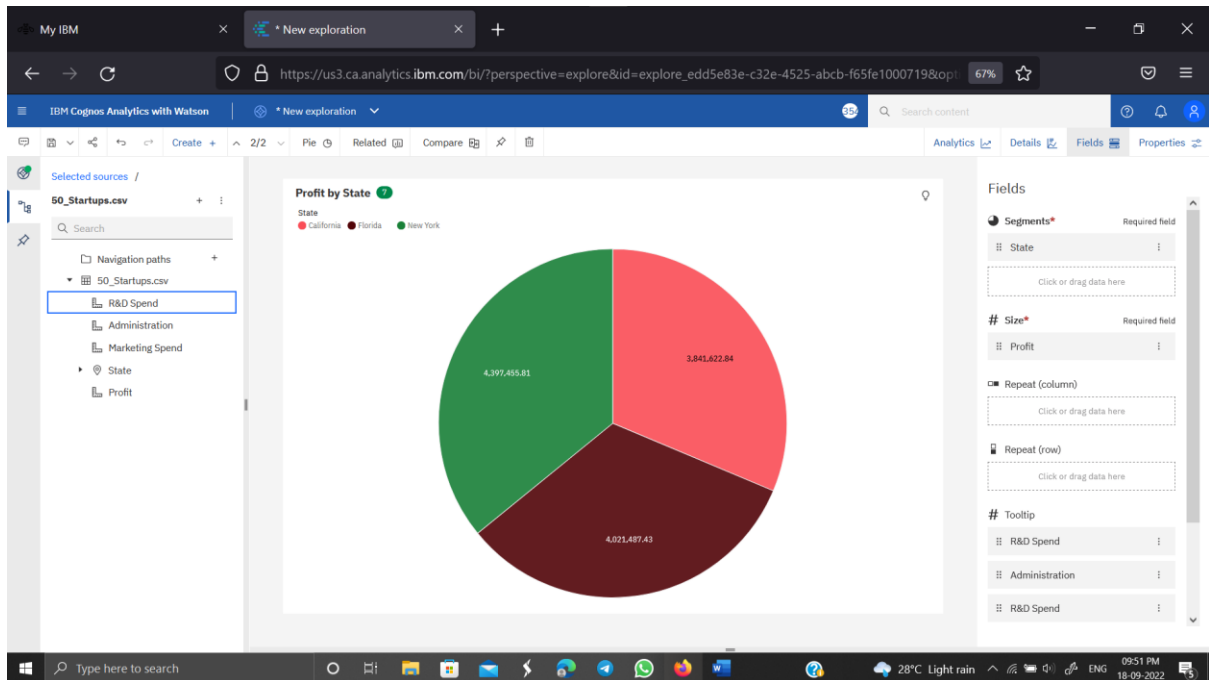 My IBM
* New exploration
https://us3.ca.analytics.ibm.com/bi/?perspective=explore&id=explore_edd5e83e-c32e-4525-abcb-f65fe1000719&opt
67%
IBM Cognos Analytics with Watson
* New exploration
354
Search content
Create +
2/2
Pie
Related
Compare
Analytics
Details
Fields
Properties
Selected sources /
50_Startups.csv
Search
Navigation paths
50_Startups.csv
R&D Spend
Administration
Marketing Spend
State
Profit
Profit by State 7
State
California Florida New York
4,397,455.81
3,841,622.84
4,021,487.43
Fields
Segments* Required field
State
Click or drag data here
# Size* Required field
Profit
Repeat (column)
Click or drag data here
Repeat (row)
Click or drag data here
# Tooltip
R&D Spend
Administration
R&D Spend
Type here to search
28°C Light rain
ENG
09:51 PM
18-09-2022
5